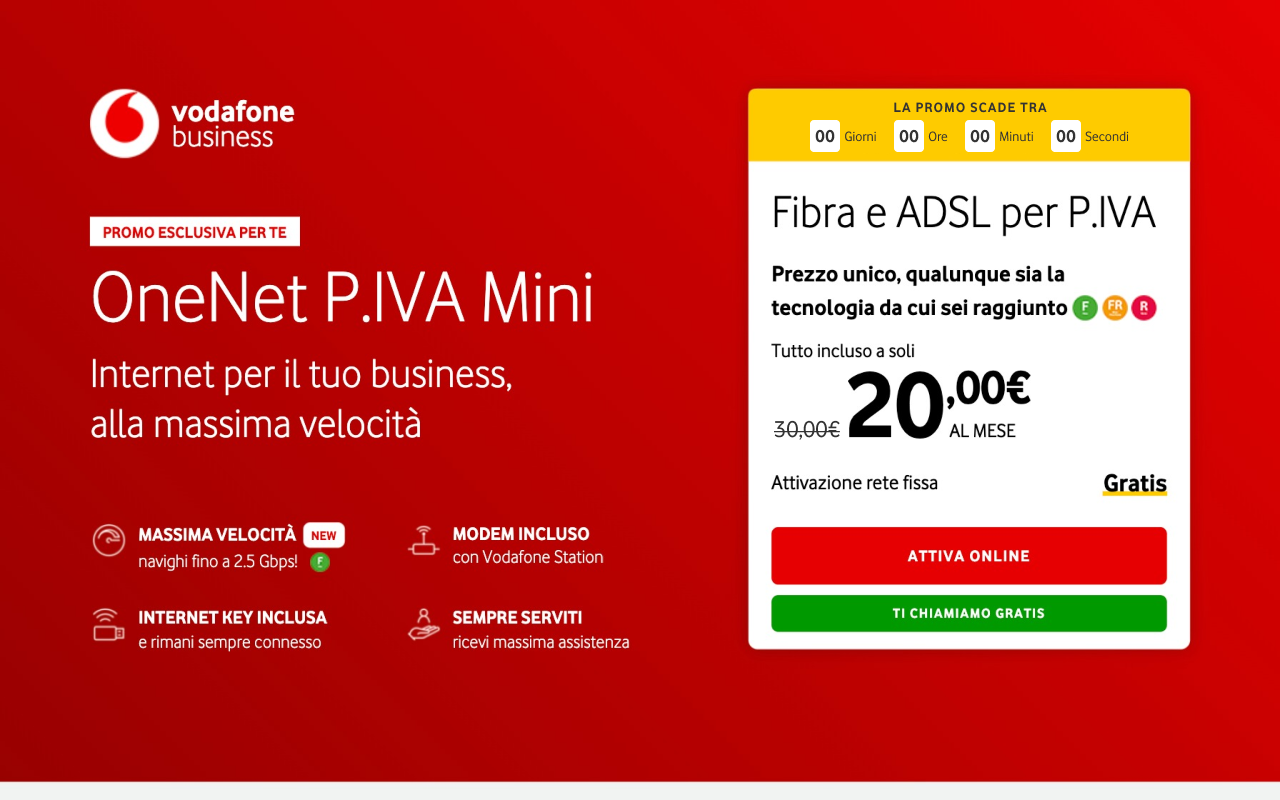 vodafone
business
PROMO ESCLUSIVA PER TE
OneNet P.IVA Mini
Internet per il tuo business,
alla massima velocità
MASSIMA VELOCITÀ NEW
navighi fino a 2.5 Gbps! F
MODEM INCLUSO
con Vodafone Station
INTERNET KEY INCLUSA
e rimani sempre connesso
SEMPRE SERVITI
ricevi massima assistenza
LA PROMO SCADE TRA
00 Giorni 00 Ore 00 Minuti 00 Secondi
Fibra e ADSL per P.IVA
Prezzo unico, qualunque sia la
tecnologia da cui sei raggiunto F FR R
Tutto incluso a soli
30,00€ 20,00€
AL MESE
Attivazione rete fissa Gratis
ATTIVA ONLINE
TI CHIAMIAMO GRATIS